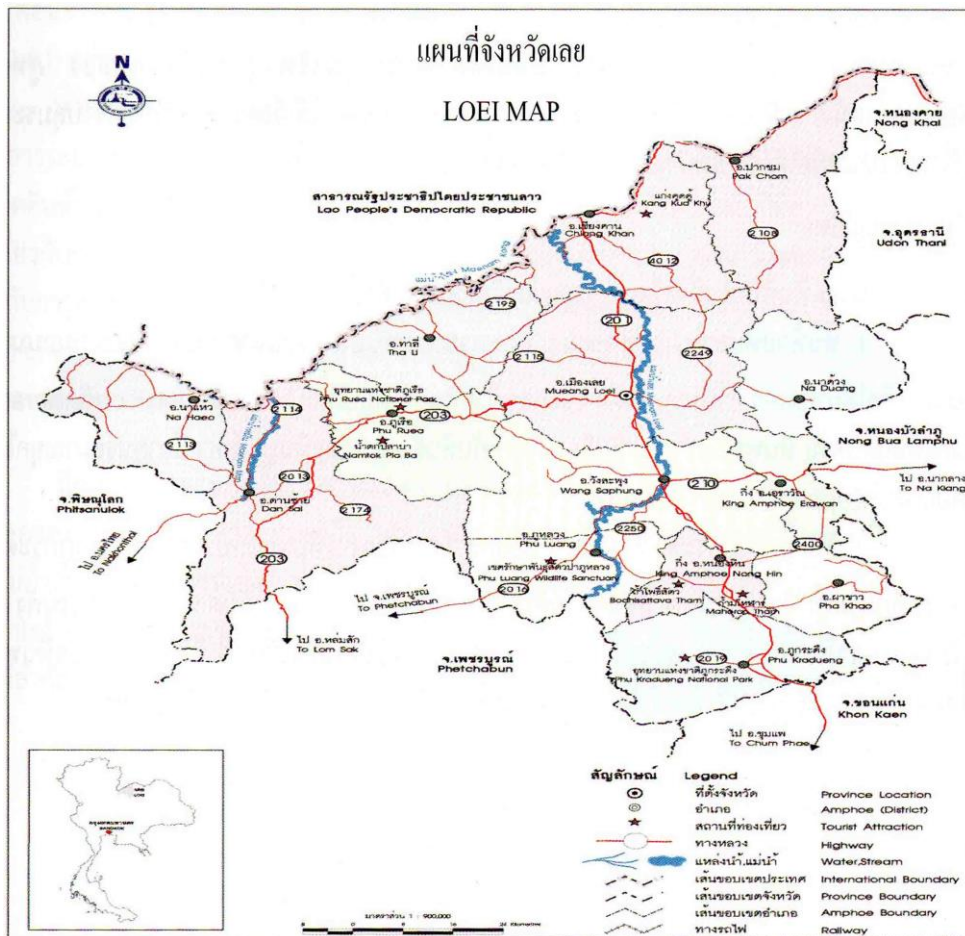 แผนที่จังหวัดเลย
LOEI MAP
N
จ.หนองคาย
Nong Khai
อ.ปากชม
Pak Chom
สาธารณรัฐประชาธิปไตยประชาชนลาว
Lao People's Democratic Republic
แก่งคุดคู้
Kang Kud Khu
อ.เชียงคาน
Chiang Khan
จ.อุดรธานี
Udon Thani
2108
4012
2195
201
อ.ท่าลี่
Tha Li
2115
2249
อ.เมืองเลย
Mueang Loei
อ.นาด้วง
Na Duang
อุทยานแห่งชาติภูเรือ
Phu Ruea National Park
อ.นาแห้ว
Na Haeo
2114
อ.ภูเรือ
Phu Ruea
203
น้ำตกปลาบ่า
Namtok Pla Ba
จ.หนองบัวลำภู
Nong Bua Lamphu
2113
2013
อ.วังสะพุง
Wang Saphung
210
ไป อ.นากลาง
To Na Klang
กิ่ง อ.เอราวัณ
King Amphoe Erawan
จ.พิษณุโลก
Phitsanulok
อ.ด่านซ้าย
Dan Sai
2174
To Nakhonthai
203
อ.ภูหลวง
Phu Luang
2250
2400
เขตรักษาพันธุ์สัตว์ป่าภูหลวง
Phu Luang Wildlife Sanctuary
กิ่ง อ.หนองหิน
King Amphoe Nong Hin
2016
ไป จ.เพชรบูรณ์
To Phetchabun
ถ้ำโพธิ์สัตว์
อ.ผาขาว
Pha Khao
ไป อ.หล่มสัก
To Lom Sak
จ.เพชรบูรณ์
Phetchabun
2019
อ.ภูกระดึง
Phu Kradueng
อุทยานแห่งชาติภูกระดึง
Phu Kradueng National Park
จ.ขอนแก่น
Khon Kaen
ไป อ.ชุมแพ
To Chum Phae
สัญลักษณ์ Legend
ที่ตั้งจังหวัด Province Location
อำเภอ Amphoe (District)
สถานที่ท่องเที่ยว Tourist Attraction
ทางหลวง Highway
แหล่งน้ำ,แม่น้ำ Water,Stream
เส้นขอบเขตประเทศ International Boundary
เส้นขอบเขตจังหวัด Province Boundary
เส้นขอบเขตอำเภอ Amphoe Boundary
ทางรถไฟ Railway
มาตราส่วน 1 : 900,000